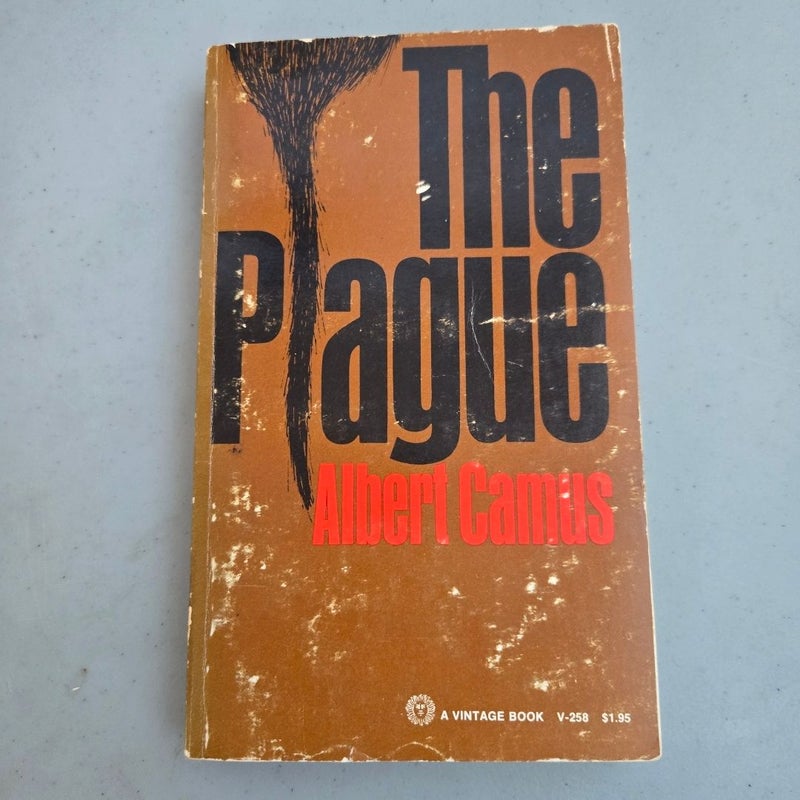 The
Plague
Albert Camus
A VINTAGE BOOK V-258 $1.95